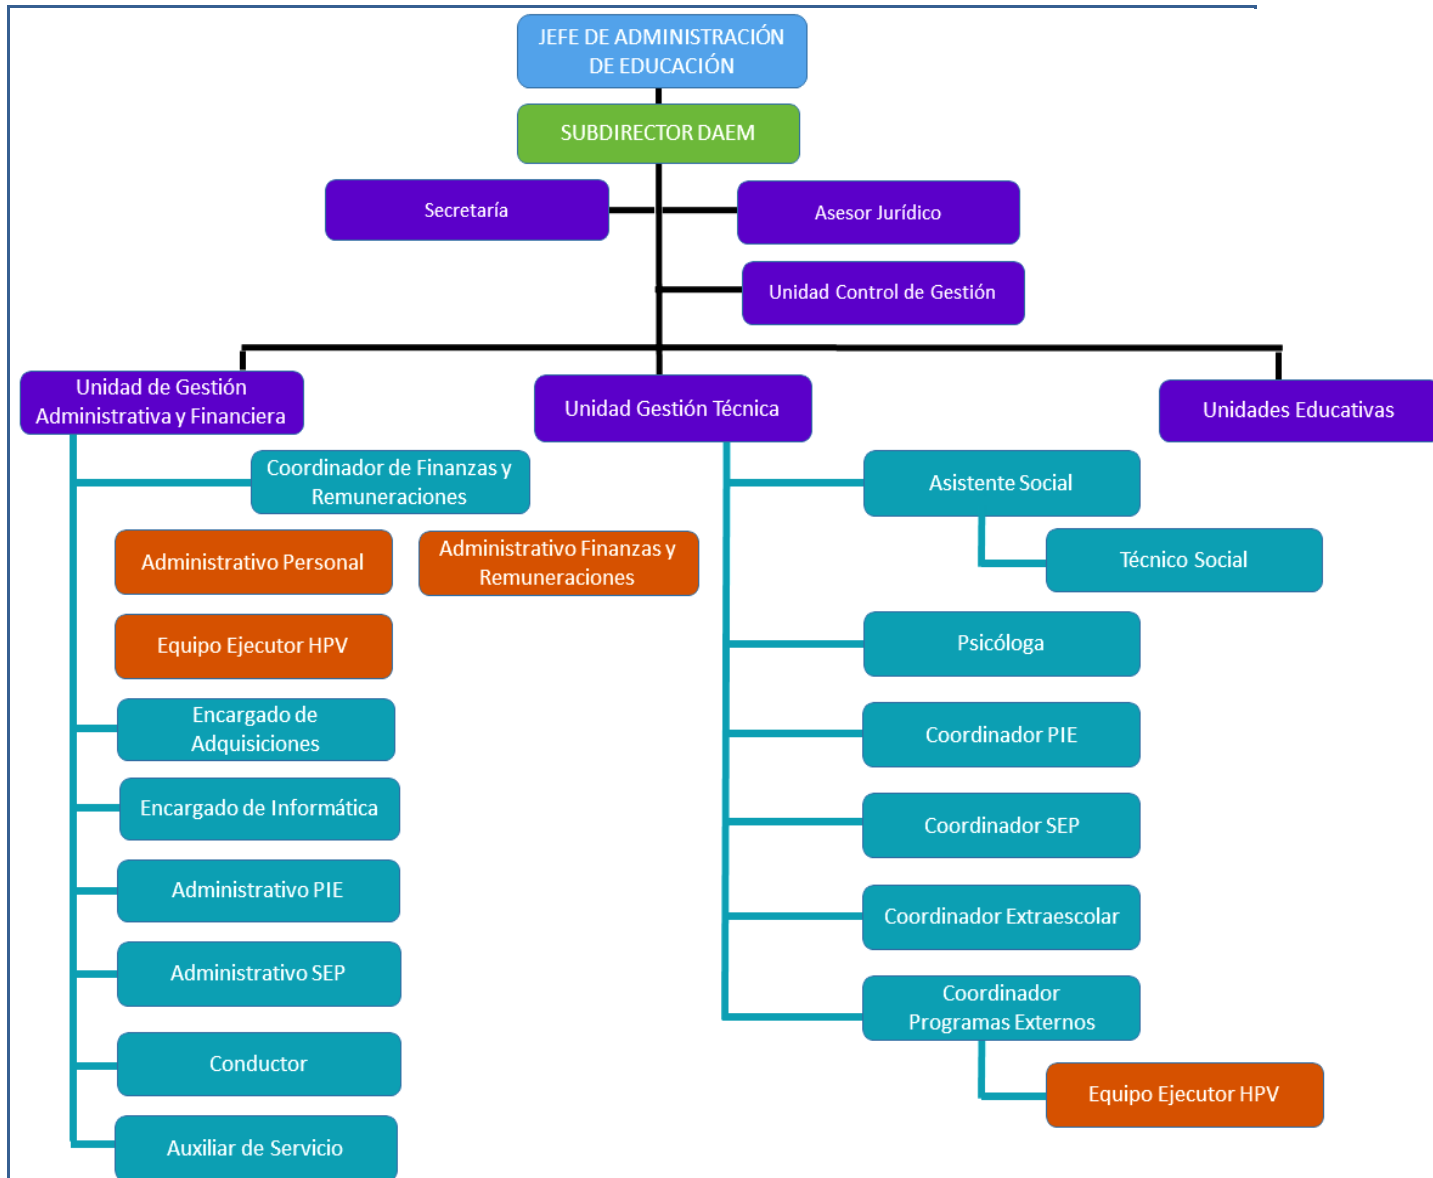 JEFE DE ADMINISTRACIÓN
DE EDUCACIÓN
SUBDIRECTOR DAEM
Secretaría
Asesor Jurídico
Unidad Control de Gestión
Unidad de Gestión
Administrativa y Financiera
Unidad Gestión Técnica
Unidades Educativas
Coordinador de Finanzas y
Remuneraciones
Administrativo Personal
Administrativo Finanzas y
Remuneraciones
Equipo Ejecutor HPV
Encargado de
Adquisiciones
Encargado de Informática
Administrativo PIE
Administrativo SEP
Conductor
Auxiliar de Servicio
Asistente Social
Técnico Social
Psicóloga
Coordinador PIE
Coordinador SEP
Coordinador Extraescolar
Coordinador
Programas Externos
Equipo Ejecutor HPV